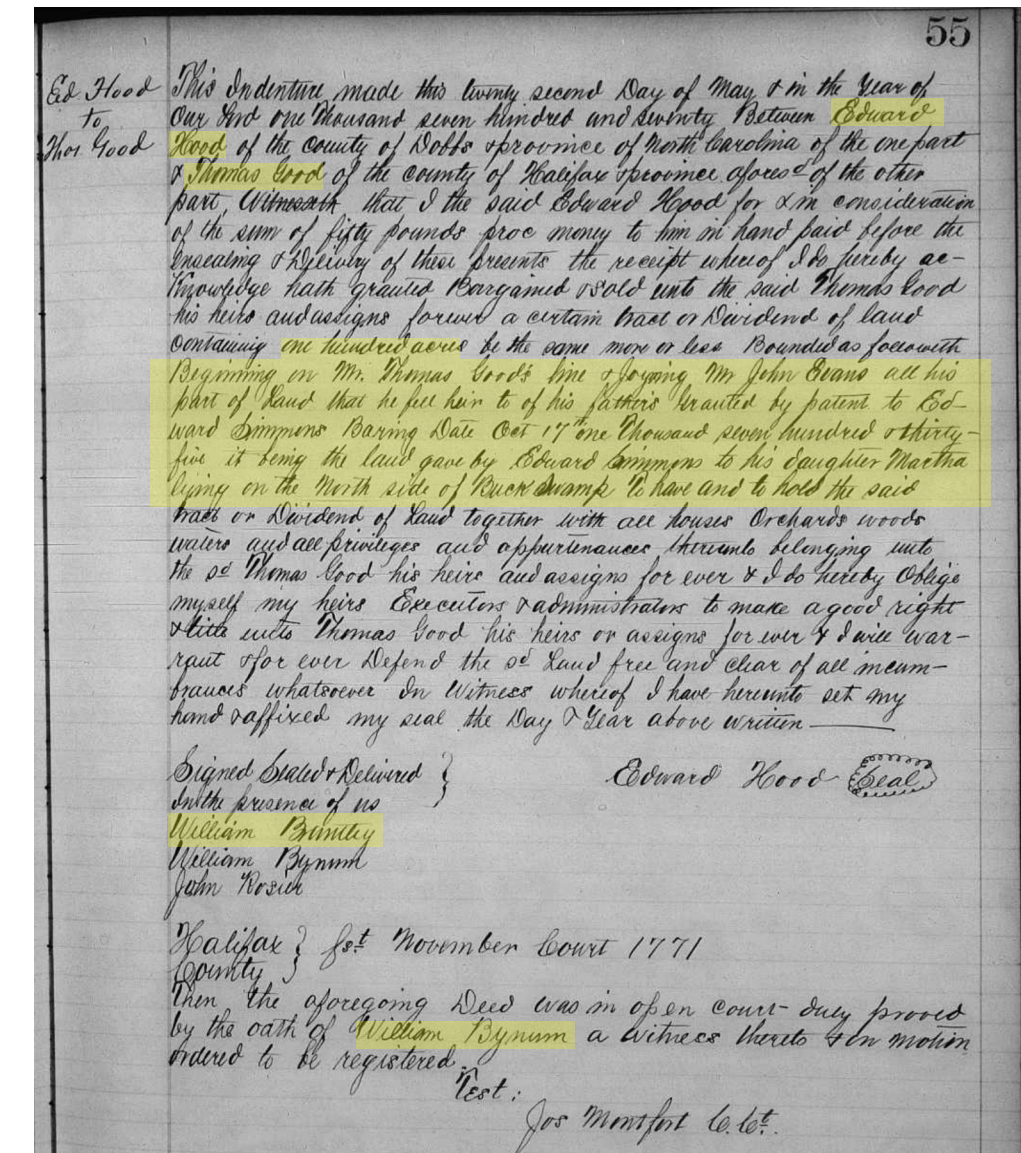 55
Ed. Hood
to
Thos. Good
This Indenture made this twenty second Day of May & in the Year of
Our Lord one Thousand seven hundred and seventy Between Edward
Hood of the county of Dobbs & province of North Carolina of the one part
& Thomas Good of the county of Halifax & province aforesd of the other
part, Witnesseth that I the said Edward Hood for & in consideration
of the sum of fifty pounds proc money to him in hand paid before the
Ensealing & Delivery of these presents the receipt whereof I do hereby ac-
knowledge hath granted Bargained & sold unto the said Thomas Good
his heirs and assigns forever a certain tract or Dividend of land
containing one hundred acres be the same more or less Bounded as followeth
Beginning on Mr. Thomas Good's line & Joyning Mr John Evans all his
part of Land that he fell heir to of his father's Granted by patent to Ed-
ward Simmons Baring Date Oct 17th one Thousand seven hundred & thirty-
five it being the land gave by Edward Simmons to his daughter Martha
lying on the North side of Buck Swamp To have and to hold the said
tract or Dividend of Land together with all houses Orchards woods
waters and all privileges and appurtenances thereunto belonging unto
the sd Thomas Good his heirs and assigns for ever & I do hereby Oblige
myself my heirs Executors & administrators to make a good right
& title unto Thomas Good his heirs or assigns for ever & I will war-
rant & for ever Defend the sd Land free and clear of all incum-
brances whatsoever In Witness whereof I have hereunto set my
hand & affixed my seal the Day & Year above written
Signed Sealed & Delivered } Edward Hood Seal
In the presence of us
William Brantley
William Bynum
John Rosier
Halifax } fst November Court 1771
County }
Then the aforegoing Deed was in open court duly proved
by the oath of William Bynum a Witness thereto & on motion
ordered to be registered.
Test:
Jos Montfort C. Ct.